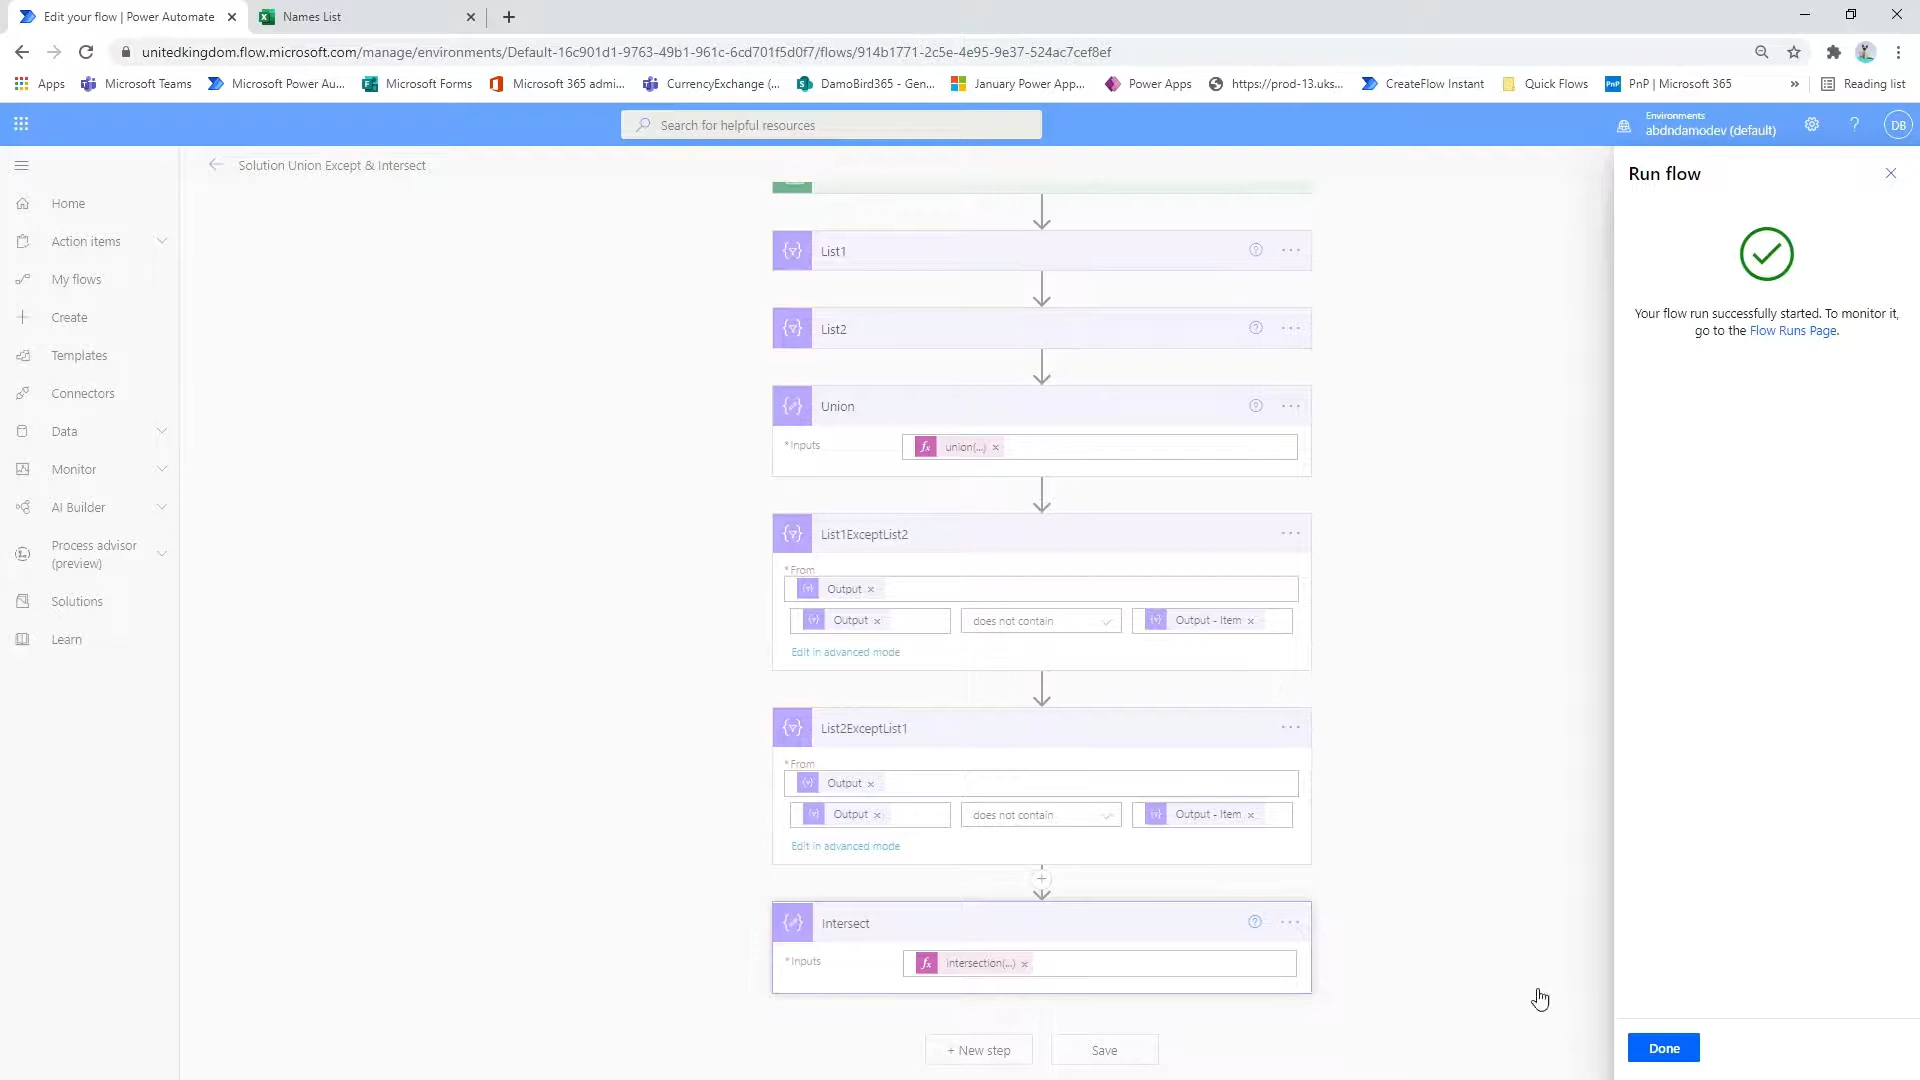 Edit your flow | Power Automate
Names List
unitedkingdom.flow.microsoft.com/manage/environments/Default-16c901d1-9763-49b1-961c-6cd701f5d0f7/flows/914b1771-2c5e-4e95-9e37-524ac7cef8ef
Apps
Microsoft Teams
Microsoft Power Au...
Microsoft Forms
Microsoft 365 admi...
CurrencyExchange (...
DamoBird365 - Gen...
January Power App...
Power Apps
https://prod-13.uks...
CreateFlow Instant
Quick Flows
PnP | Microsoft 365
»
Reading list
Search for helpful resources
Environments
abdndamodev (default)
?
DB
Solution Union Except & Intersect
Home
Action items
My flows
Create
Templates
Connectors
Data
Monitor
AI Builder
Process advisor
(preview)
Solutions
Learn
List1
List2
Union
*Inputs
fx union(...) ×
List1ExceptList2
*From
Output ×
Output × does not contain Output - Item ×
Edit in advanced mode
List2ExceptList1
*From
Output ×
Output × does not contain Output - Item ×
Edit in advanced mode
Intersect
*Inputs
fx intersection(...) ×
+ New step
Save
Run flow
Your flow run successfully started. To monitor it,
go to the Flow Runs Page.
Done